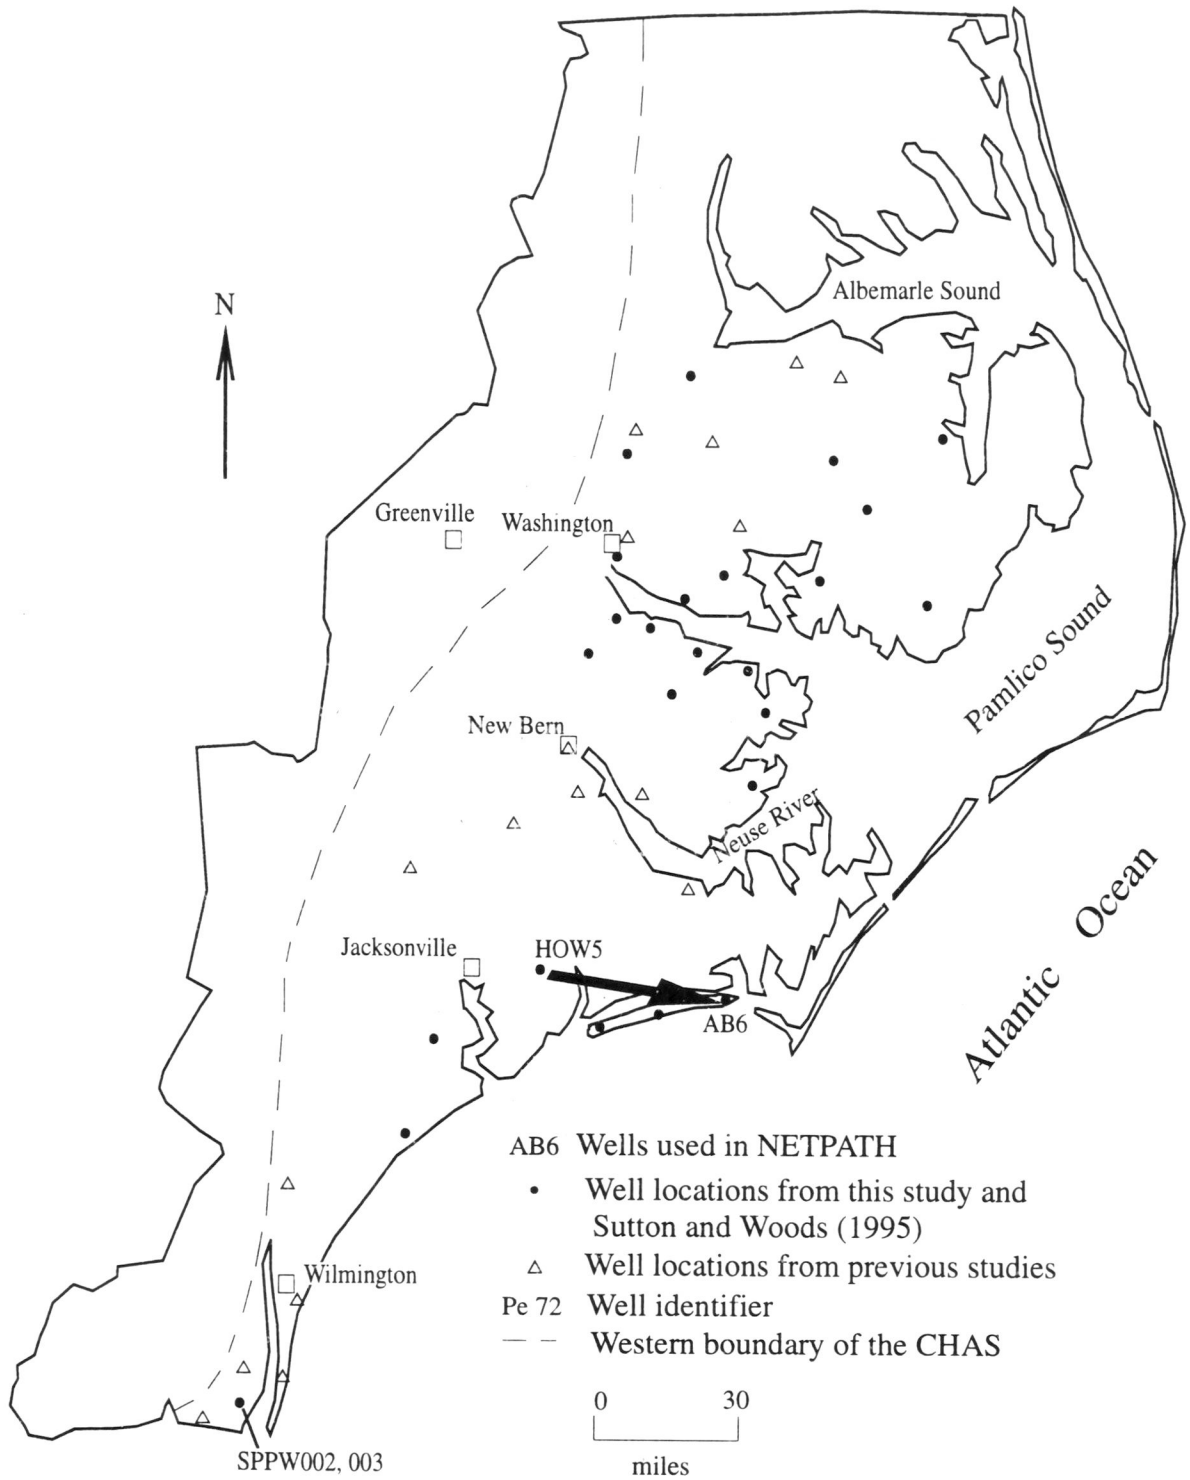 Albemarle Sound
N
Greenville
Washington
Pamlico Sound
New Bern
Neuse River
Atlantic Ocean
Jacksonville
HOW5
AB6
AB6 Wells used in NETPATH
Well locations from this study and
Sutton and Woods (1995)
Well locations from previous studies
Pe 72 Well identifier
Western boundary of the CHAS
Wilmington
0 30
miles
SPPW002, 003